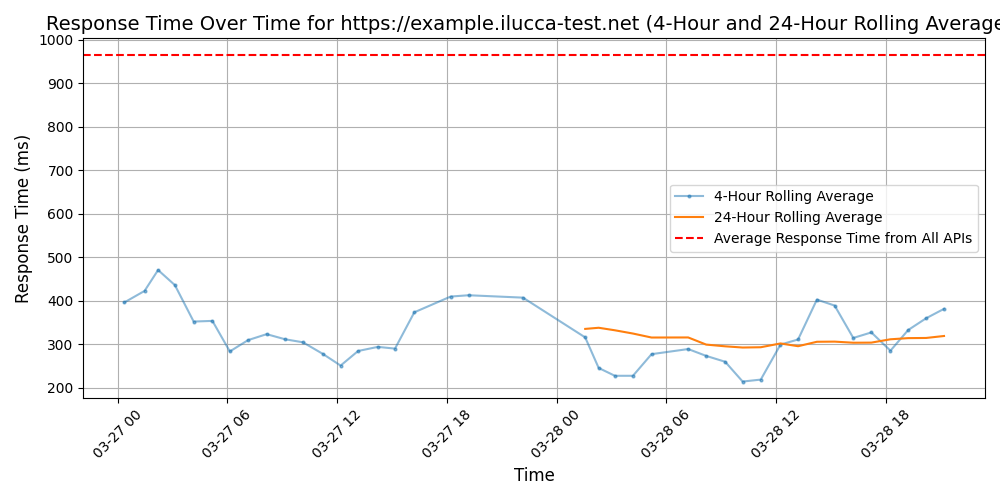 Response Time Over Time for https://example.ilucca-test.net (4-Hour and 24-Hour Rolling Average
1000
900
800
700
600
500
400
300
200
Response Time (ms)
4-Hour Rolling Average
24-Hour Rolling Average
Average Response Time from All APIs
03-27 00
03-27 06
03-27 12
03-27 18
03-28 00
03-28 06
03-28 12
03-28 18
Time